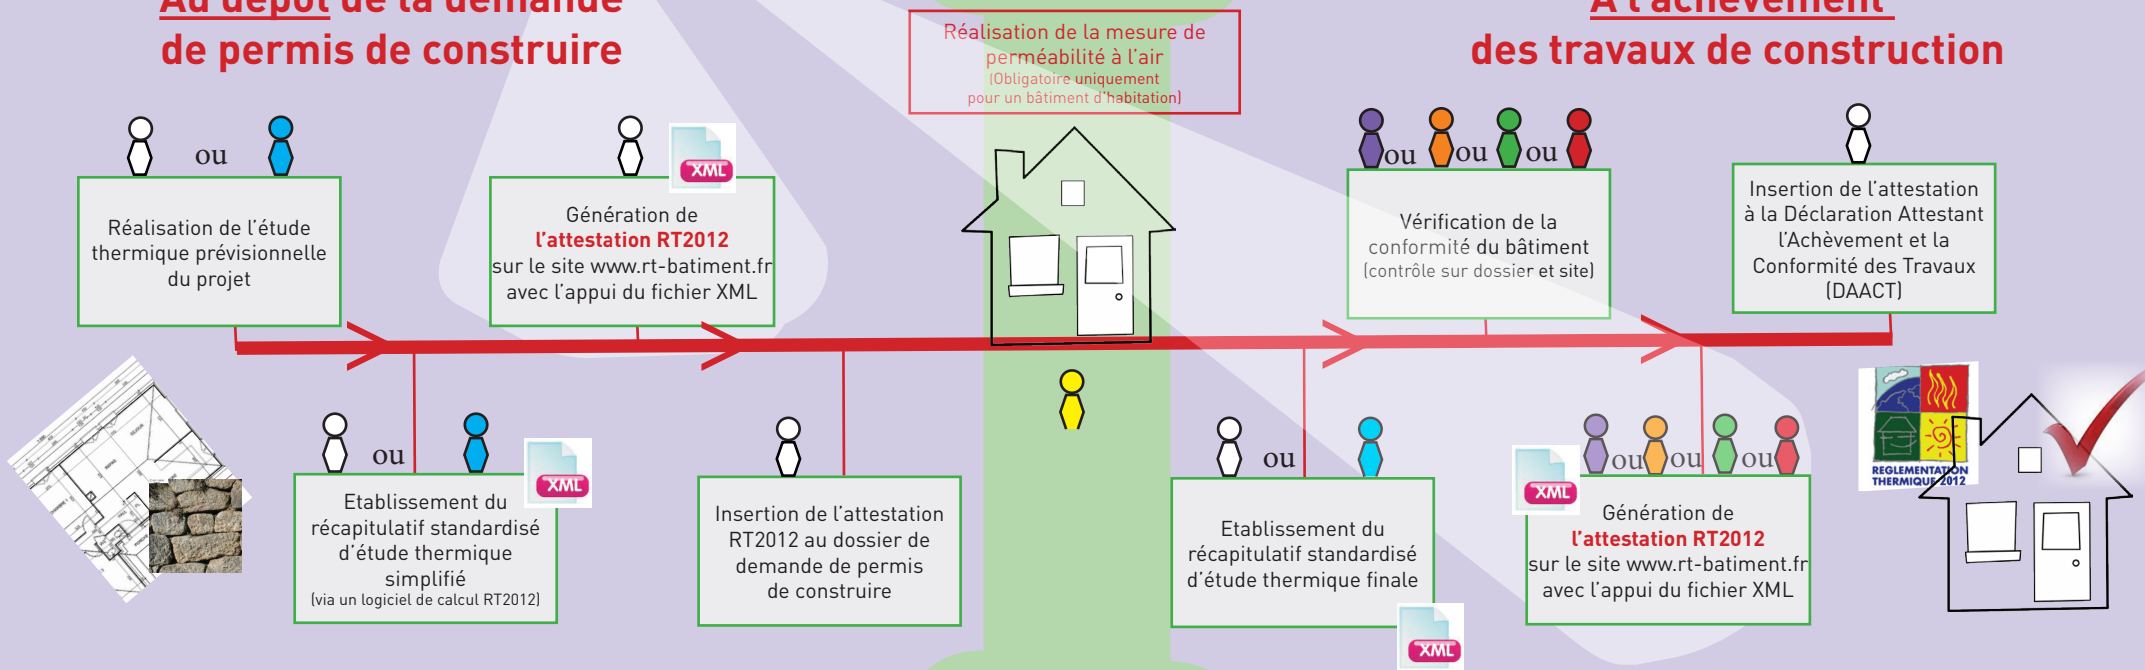 Au dépôt de la demande
de permis de construire
Réalisation de la mesure de
perméabilité à l'air
(Obligatoire uniquement
pour un bâtiment d'habitation)
A l'achèvement
des travaux de construction
ou
Réalisation de l'étude
thermique prévisionnelle
du projet
XML
Génération de
l'attestation RT2012
sur le site www.rt-batiment.fr
avec l'appui du fichier XML
ou ou ou
Vérification de la
conformité du bâtiment
(contrôle sur dossier et site)
Insertion de l'attestation
à la Déclaration Attestant
l'Achèvement et la
Conformité des Travaux
(DAACT)
ou
XML
Etablissement du
récapitulatif standardisé
d'étude thermique
simplifié
(via un logiciel de calcul RT2012)
Insertion de l'attestation
RT2012 au dossier de
demande de permis
de construire
ou
Etablissement du
récapitulatif standardisé
d'étude thermique finale
XML
ou ou ou
XML
Génération de
l'attestation RT2012
sur le site www.rt-batiment.fr
avec l'appui du fichier XML
REGLEMENTATION
THERMIQUE 2012